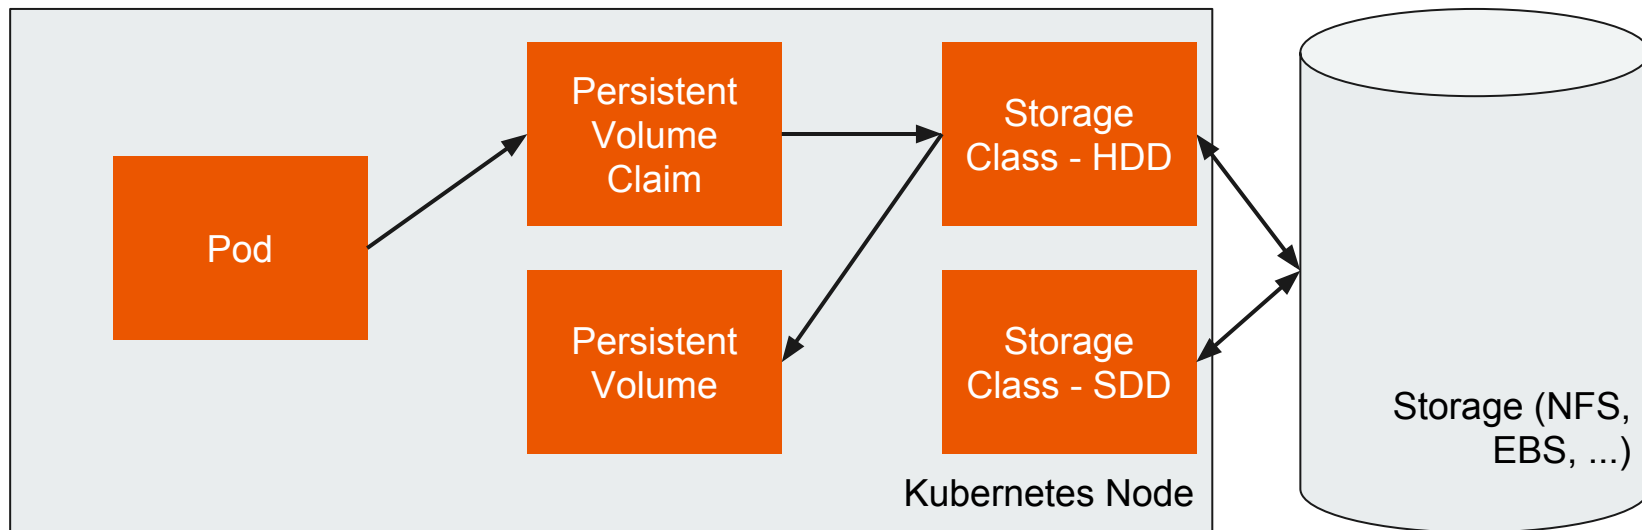 Pod
Persistent
Volume
Claim
Persistent
Volume
Storage
Class - HDD
Storage
Class - SDD
Kubernetes Node
Storage (NFS,
EBS, ...)